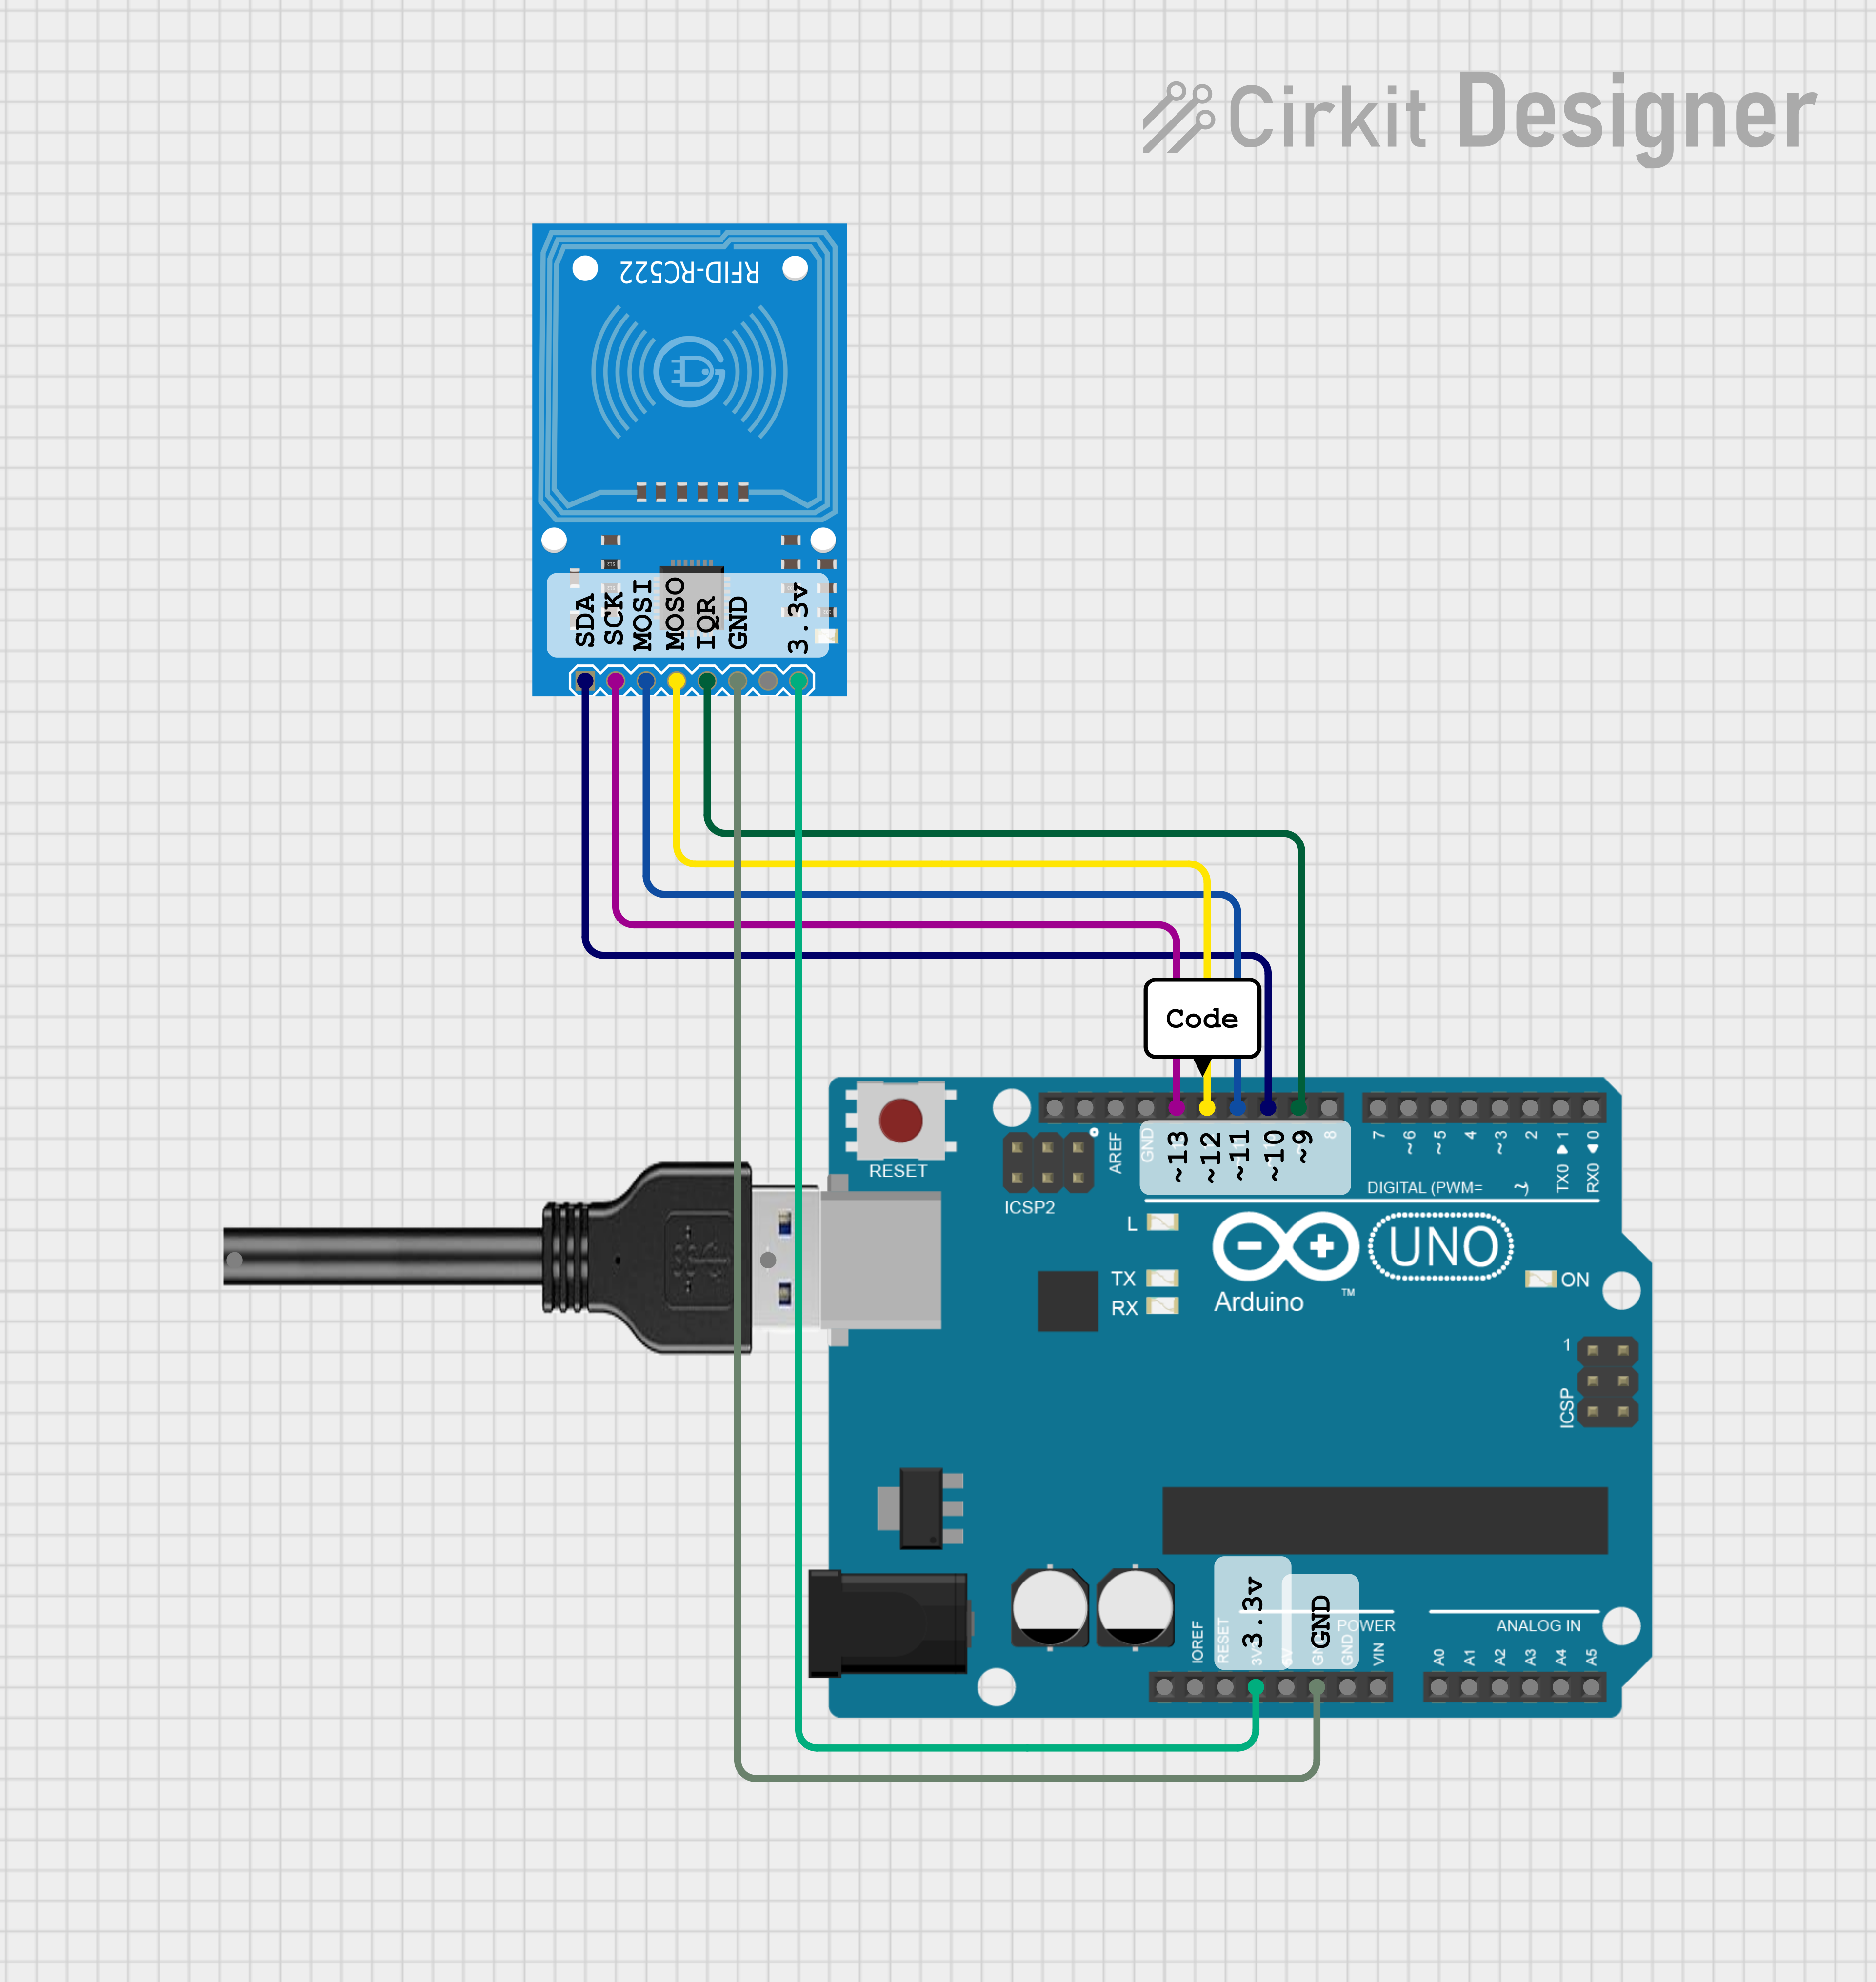 Cirkit Designer
RFID-RC522
SDA
SCK
MOSI
MOSO
IQR
GND
3.3v
Code
RESET
ICSP2
AREF
GND
~13
~12
~11
~10
~9
8
7
~6
~5
4
~3
2
TX0 ▶ 1
RX0 ◀ 0
DIGITAL (PWM= ~)
L
TX
RX
Arduino
TM
UNO
ON
1
ICSP
3.3v
GND
POWER
ANALOG IN
IOREF
RESET
GND
VIN
A0
A1
A2
A3
A4
A5